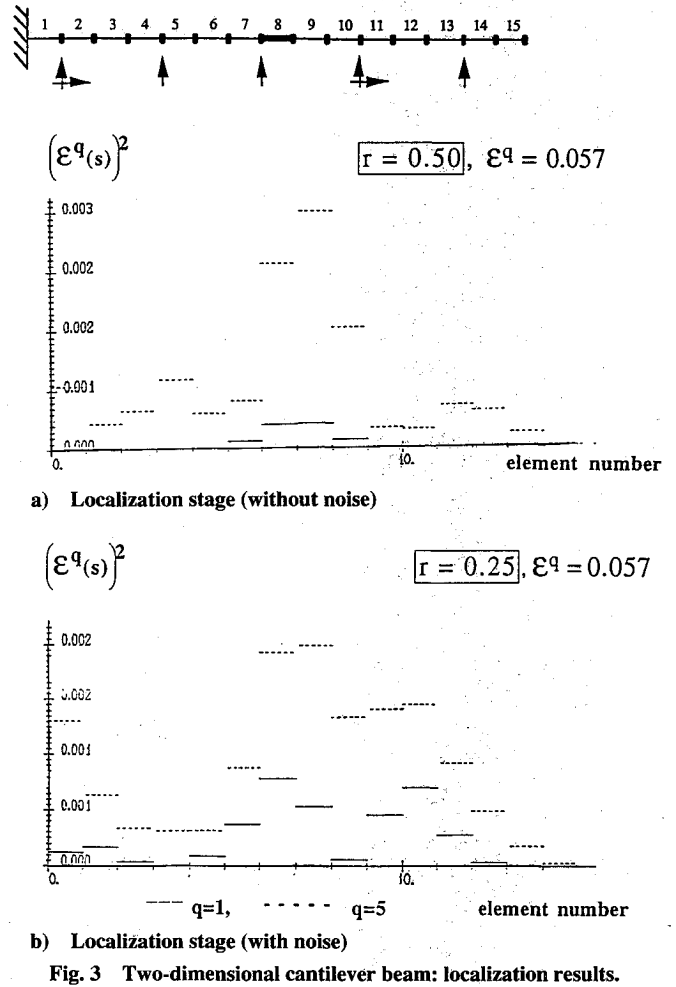 1 2 3 4 5 6 7 8 9 10 11 12 13 14 15
(ε^q(s))^2
r = 0.50, ε^q = 0.057
0.003
0.002
0.002
0.001
0.000
0. 10.
element number
a) Localization stage (without noise)
(ε^q(s))^2
r = 0.25, ε^q = 0.057
0.002
0.002
0.001
0.001
0.000
0. 10.
q=1, q=5 element number
b) Localization stage (with noise)
Fig. 3 Two-dimensional cantilever beam: localization results.